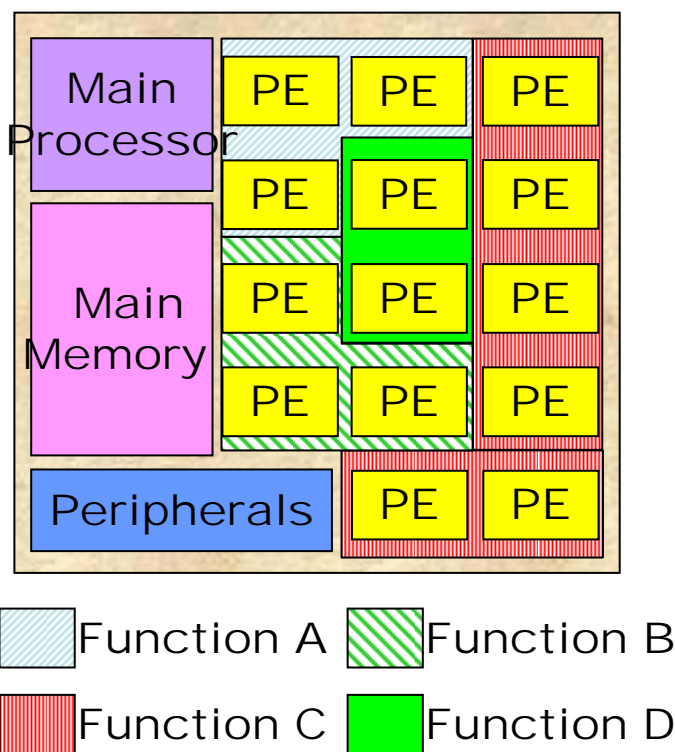 Main
Processor
PE PE PE
PE PE PE
Main
Memory
PE PE PE
PE PE PE
Peripherals
PE PE
Function A Function B
Function C Function D